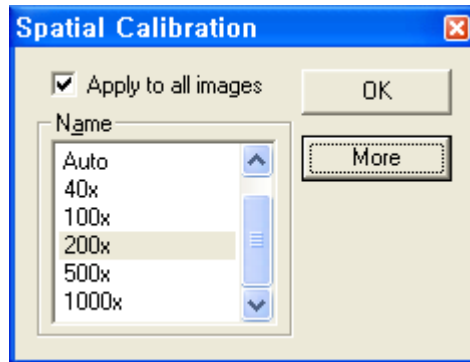 Spatial Calibration
Apply to all images
OK
Name
More
Auto
40x
100x
200x
500x
1000x